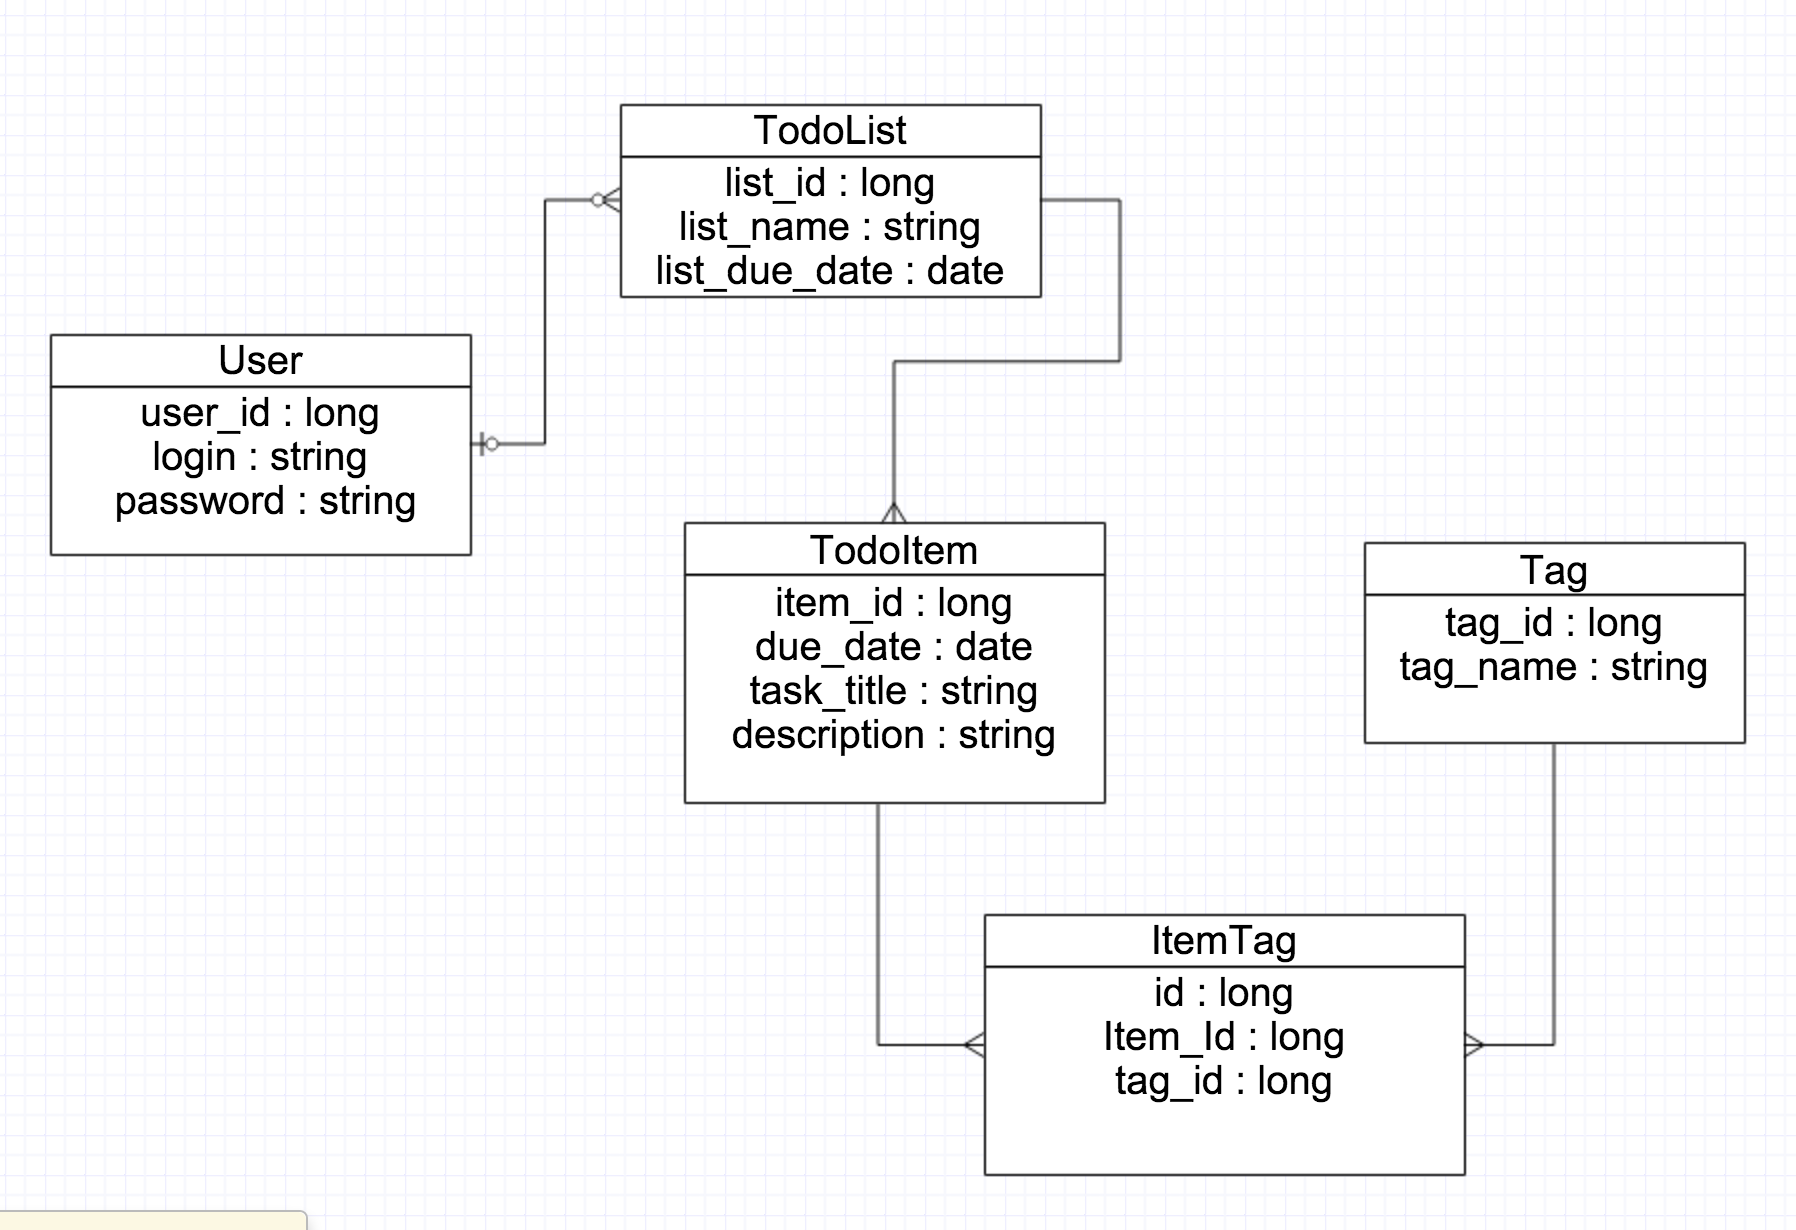 TodoList
list_id : long
list_name : string
list_due_date : date
User
user_id : long
login : string
password : string
TodoItem
item_id : long
due_date : date
task_title : string
description : string
Tag
tag_id : long
tag_name : string
ItemTag
id : long
Item_Id : long
tag_id : long